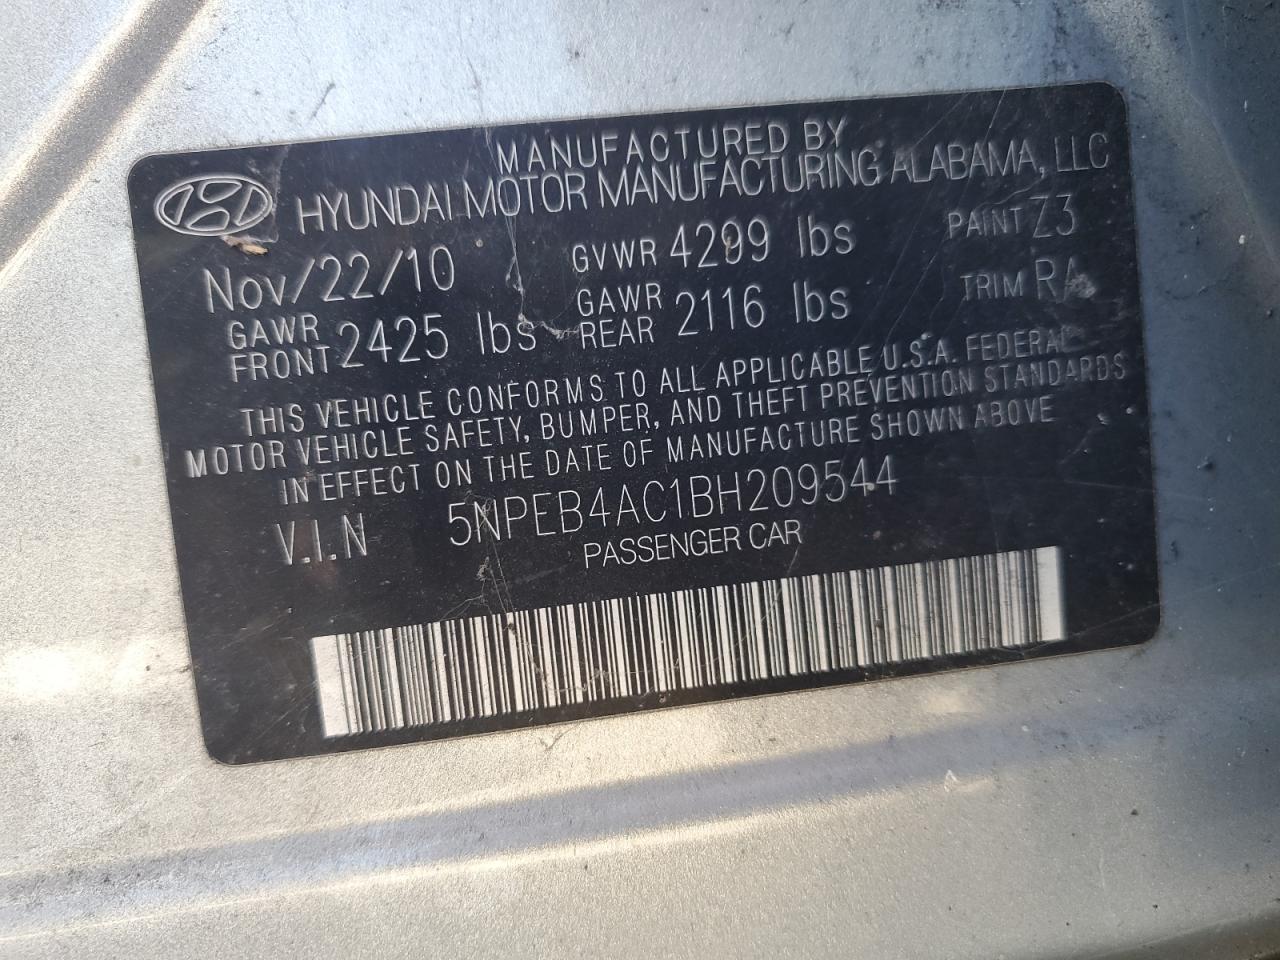 MANUFACTURED BY
HYUNDAI MOTOR MANUFACTURING ALABAMA, LLC
Nov/22/10 GVWR 4299 lbs PAINT Z3
GAWR FRONT 2425 lbs GAWR REAR 2116 lbs TRIM RA
THIS VEHICLE CONFORMS TO ALL APPLICABLE U.S.A. FEDERAL
MOTOR VEHICLE SAFETY, BUMPER, AND THEFT PREVENTION STANDARDS
IN EFFECT ON THE DATE OF MANUFACTURE SHOWN ABOVE
V.I.N 5NPEB4AC1BH209544
PASSENGER CAR